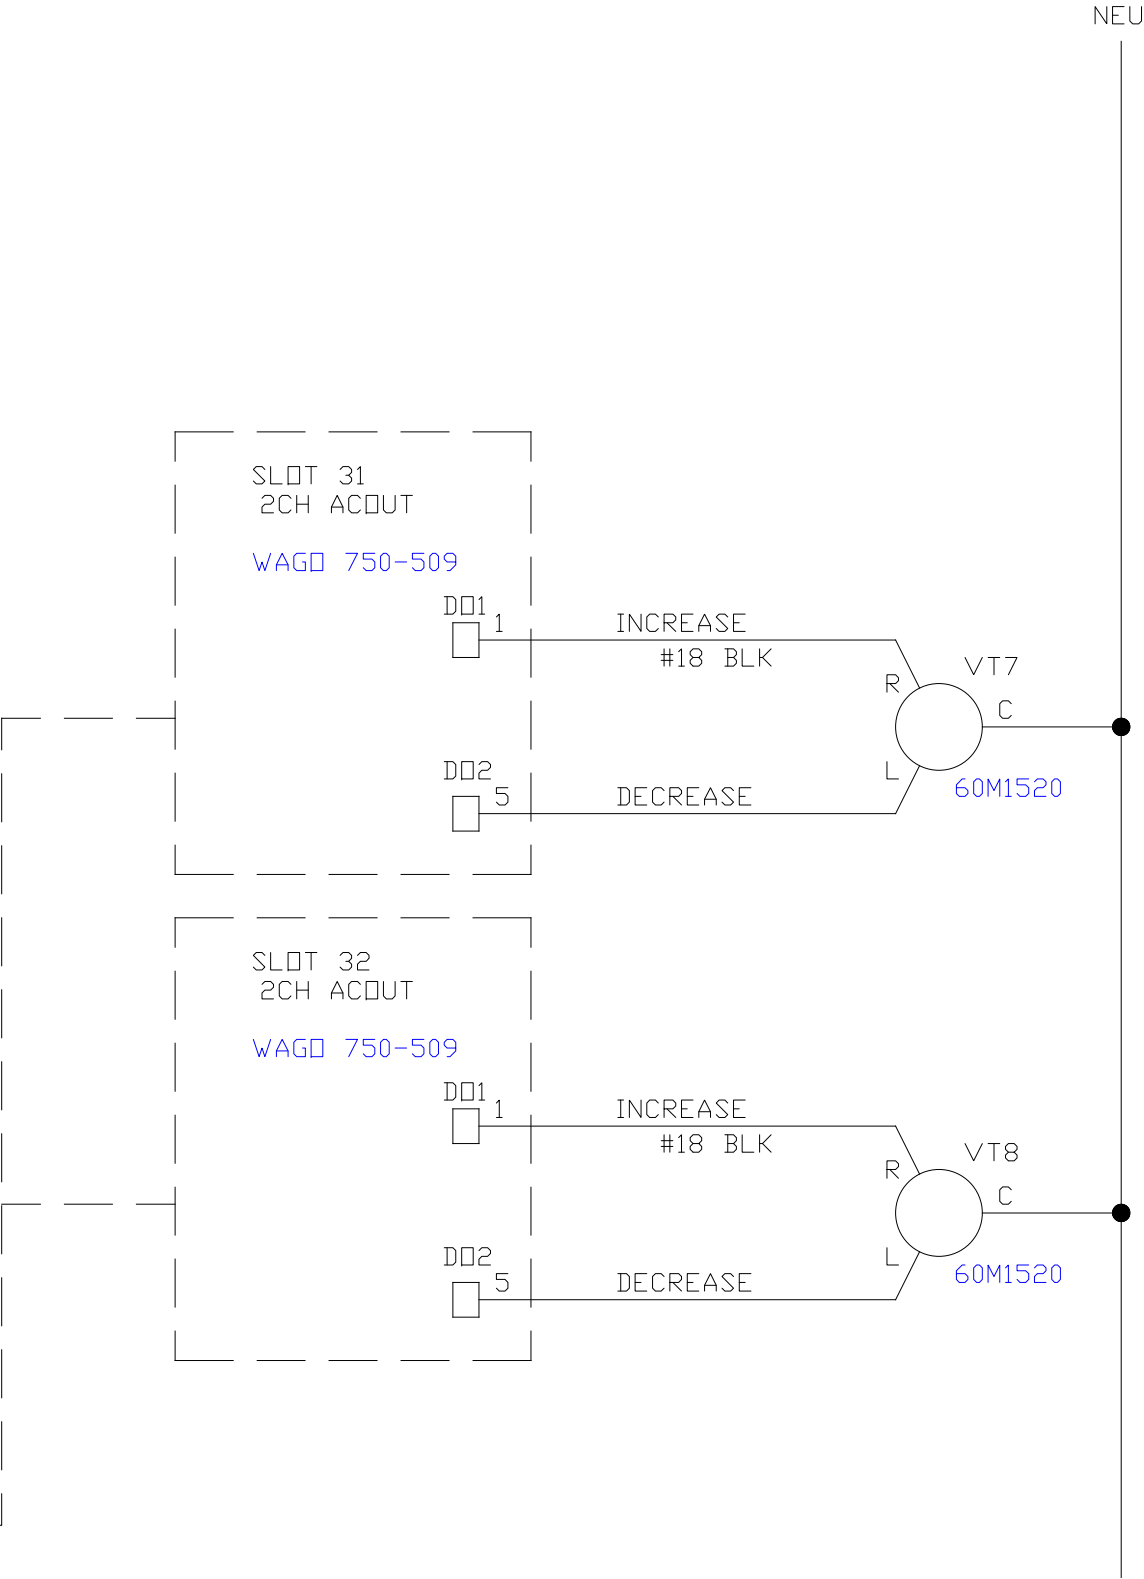 NEU
SLOT 31
2CH ACOUT
WAGO 750-509
DO1
1
INCREASE
#18 BLK
VT7
R
C
DO2
L
5
DECREASE
60M1520
SLOT 32
2CH ACOUT
WAGO 750-509
DO1
1
INCREASE
#18 BLK
VT8
R
C
DO2
L
5
DECREASE
60M1520